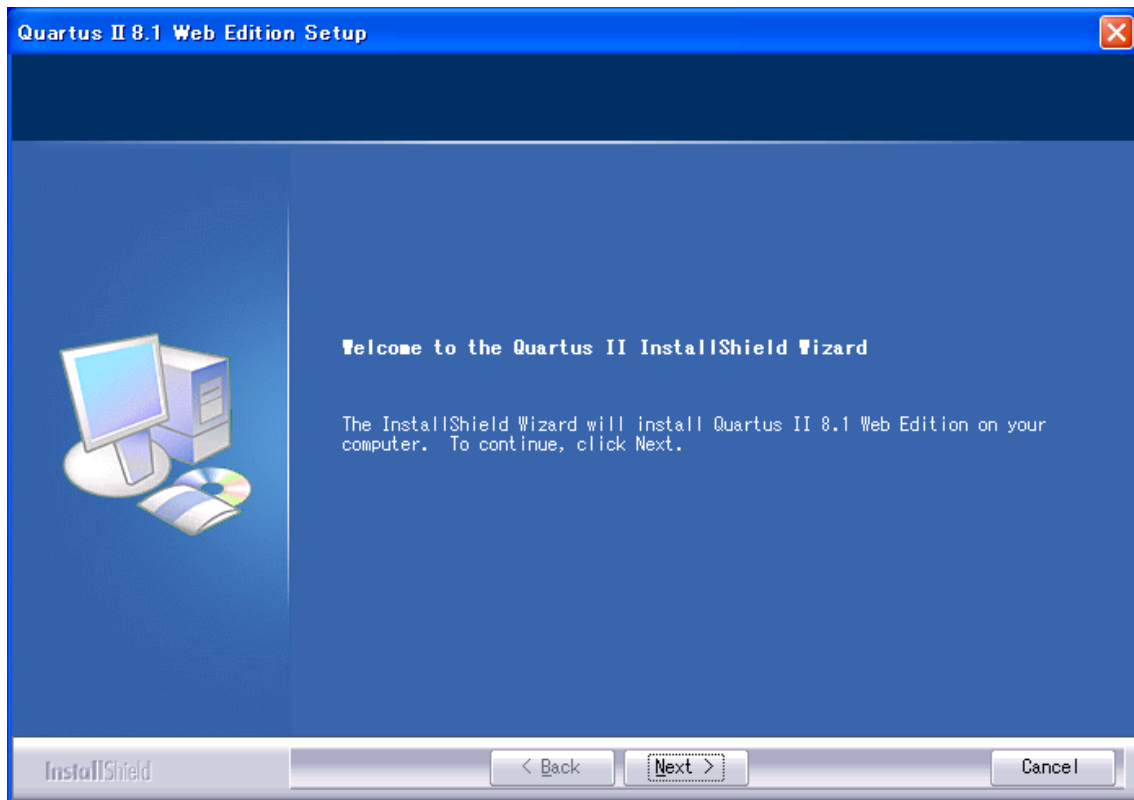 Quartus II 8.1 Web Edition Setup
Welcome to the Quartus II InstallShield Wizard
The InstallShield Wizard will install Quartus II 8.1 Web Edition on your
computer.  To continue, click Next.
InstallShield
< Back
Next >
Cancel